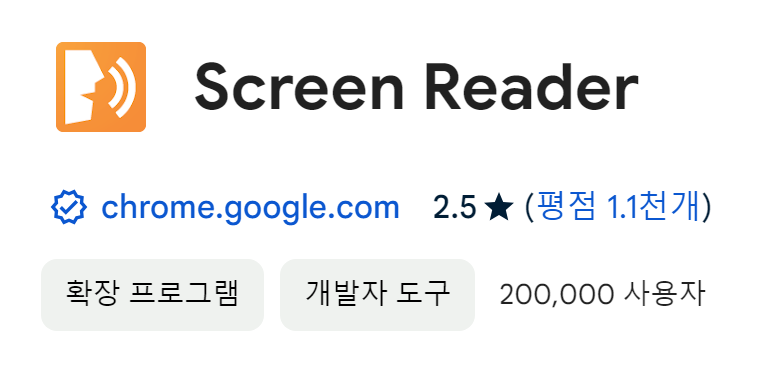 Screen Reader
chrome.google.com 2.5★ (평점 1.1천개)
확장 프로그램 개발자 도구 200,000 사용자